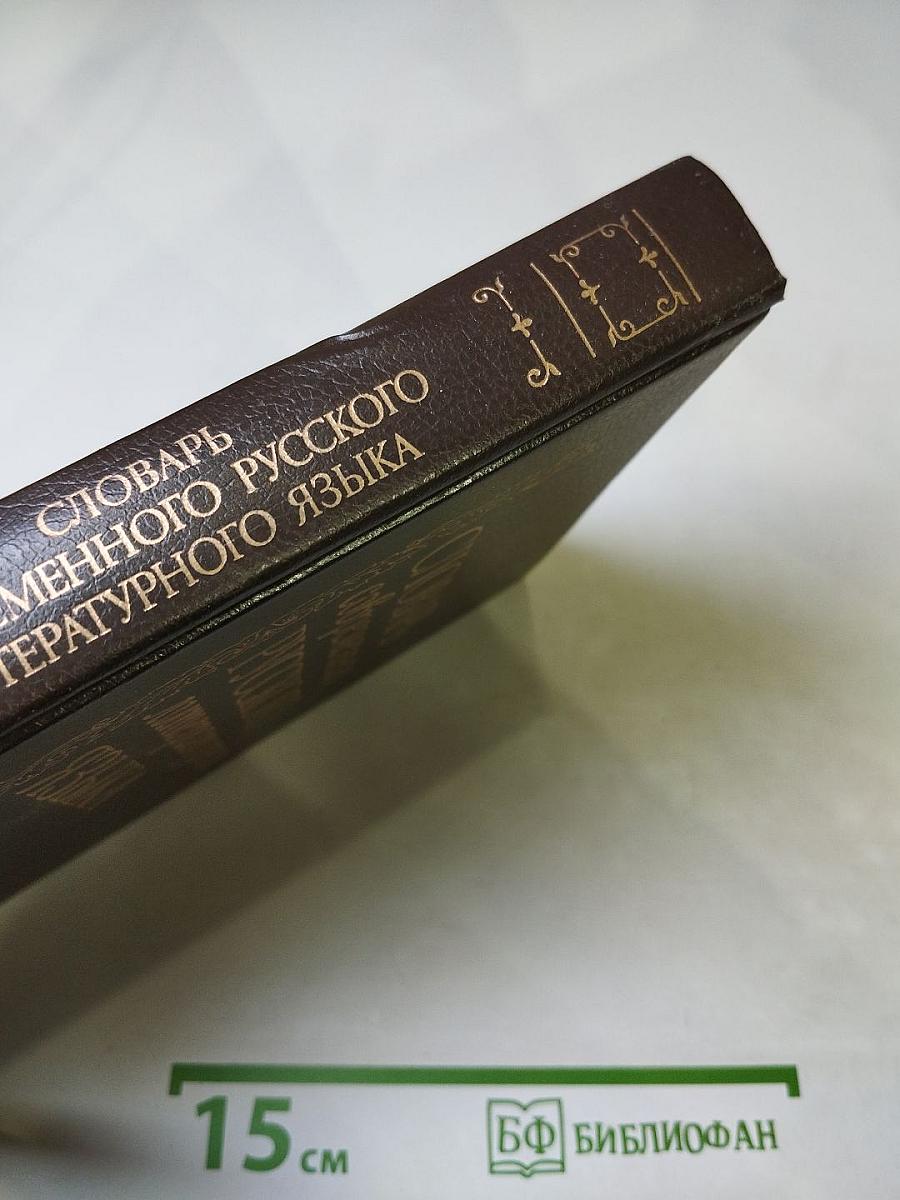 СЛОВАРЬ
ЕМЕННОГО РУССКОГО
ТЕРАТУРНОГО ЯЗЫКА
15 см
БФ БИБЛИОФАН